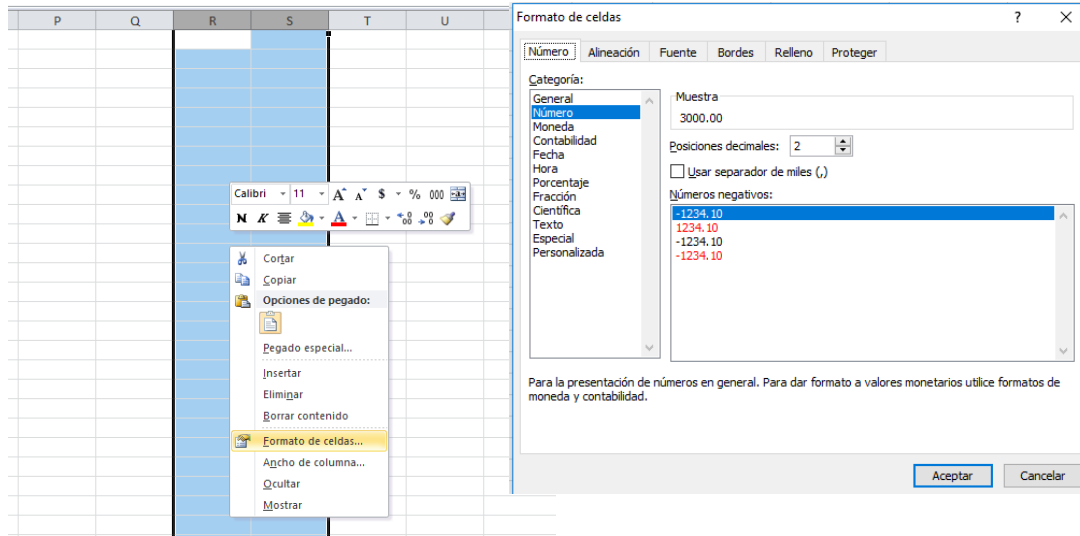 P Q R S T U
Calibri 11 A A $ % 000
N K A
Cortar
Copiar
Opciones de pegado:
Pegado especial...
Insertar
Eliminar
Borrar contenido
Formato de celdas...
Ancho de columna...
Ocultar
Mostrar
Formato de celdas ? X
Número Alineación Fuente Bordes Relleno Proteger
Categoría:
General
Número
Moneda
Contabilidad
Fecha
Hora
Porcentaje
Fracción
Científica
Texto
Especial
Personalizada
Muestra
3000.00
Posiciones decimales: 2
Usar separador de miles (,)
Números negativos:
-1234.10
1234.10
-1234.10
-1234.10
Para la presentación de números en general. Para dar formato a valores monetarios utilice formatos de
moneda y contabilidad.
Aceptar Cancelar